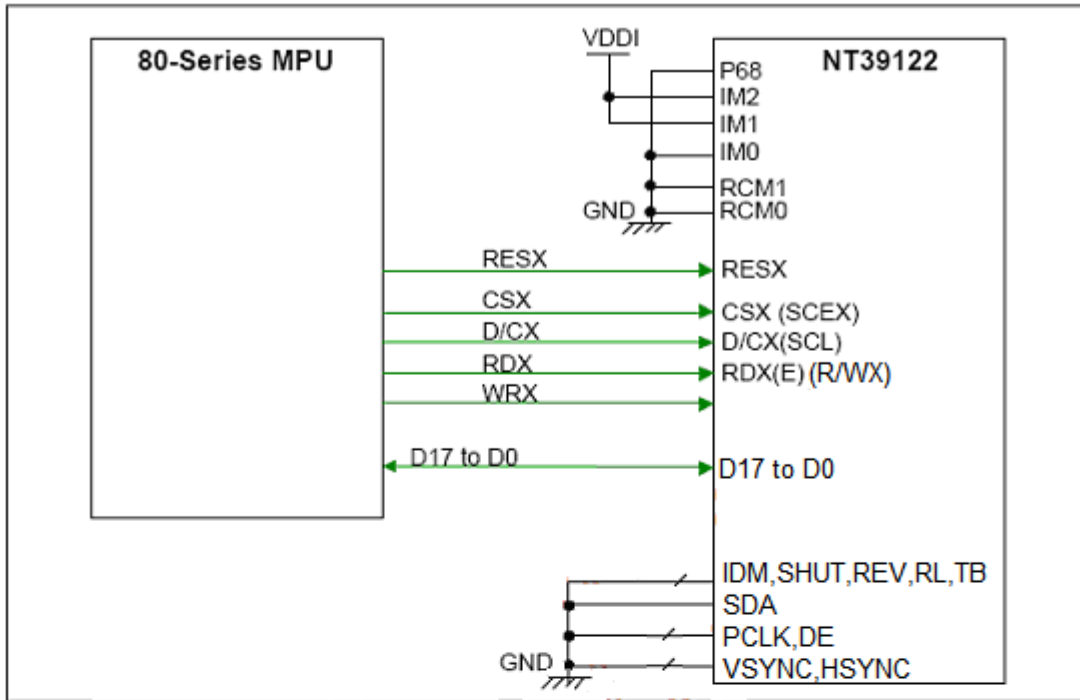 80-Series MPU
VDDI
NT39122
P68
IM2
IM1
IM0
RCM1
GND
RCM0
RESX
RESX
CSX
CSX (SCEX)
D/CX
D/CX(SCL)
RDX
RDX(E) (R/WX)
WRX
D17 to D0
D17 to D0
IDM,SHUT,REV,RL,TB
SDA
PCLK,DE
GND
VSYNC,HSYNC